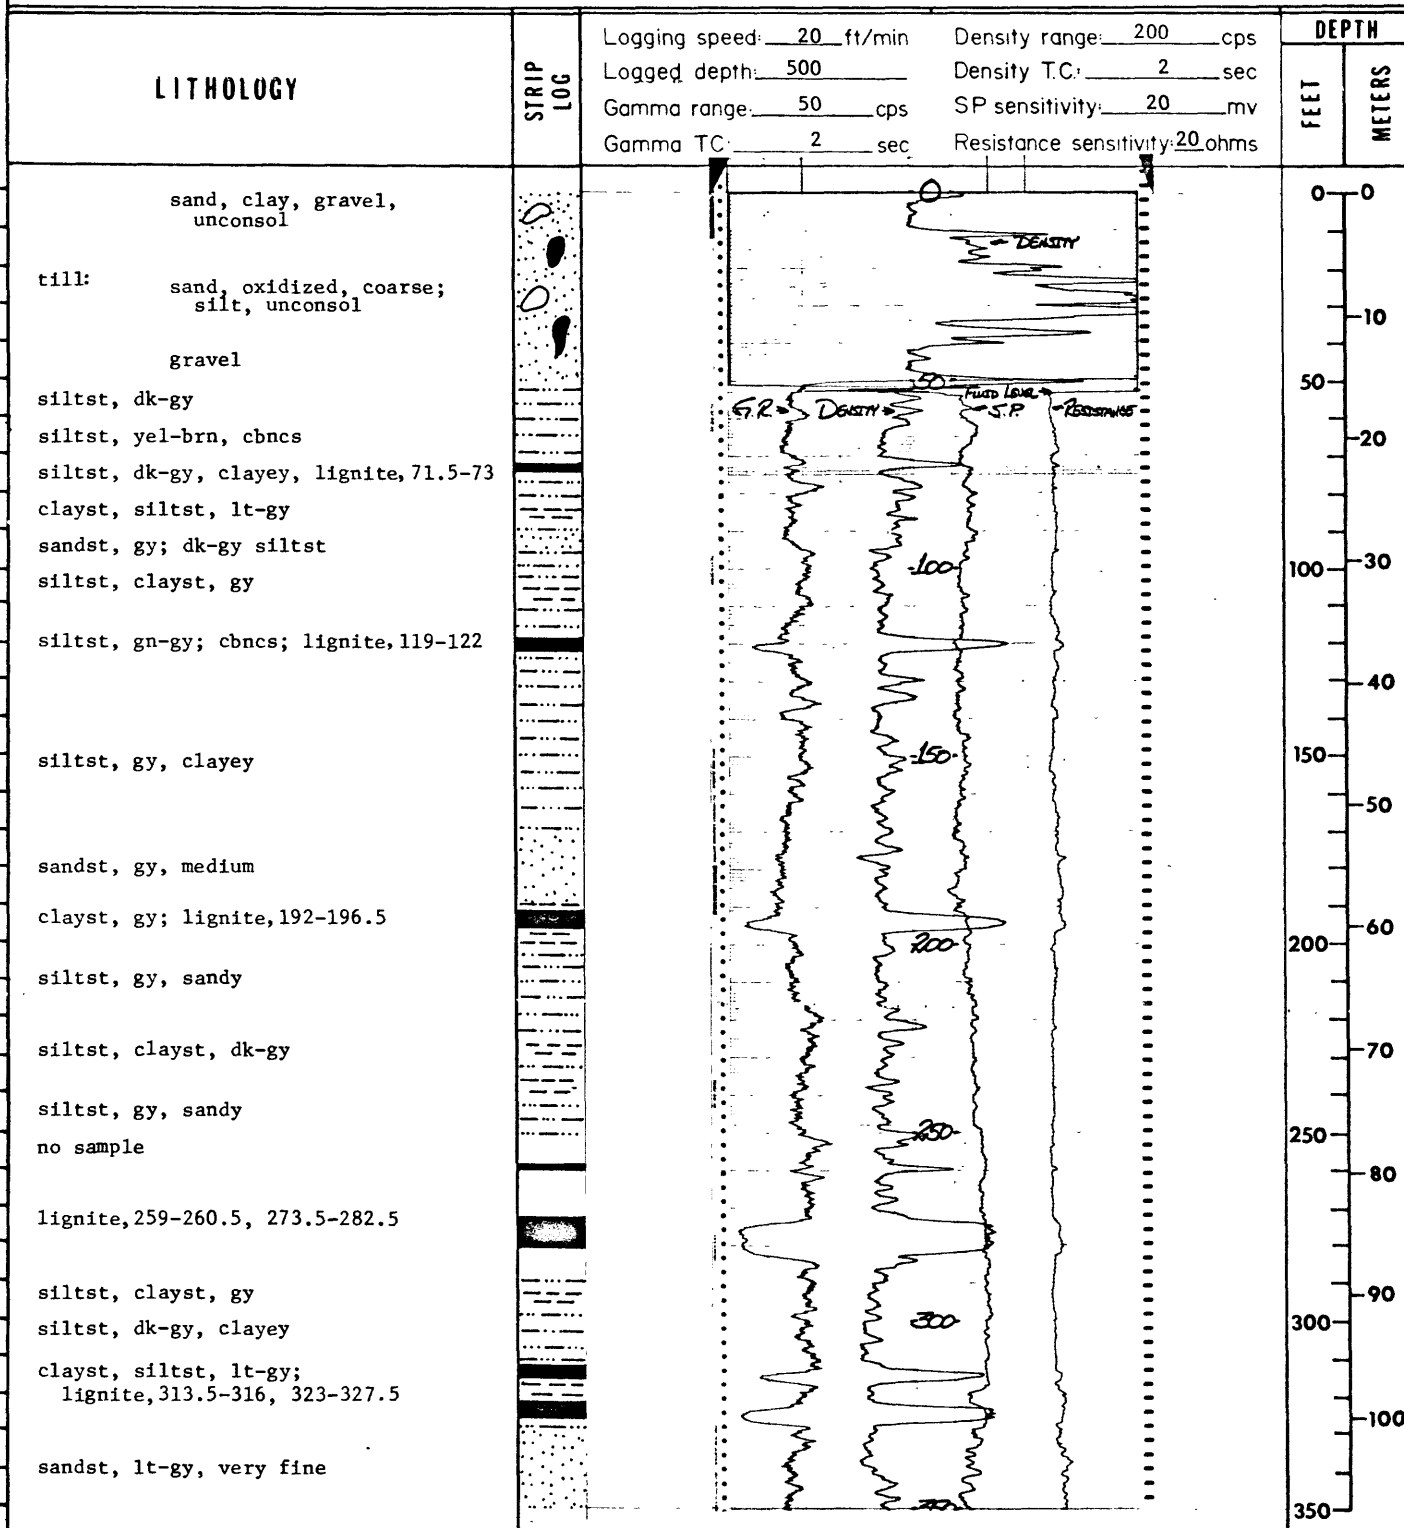 LITHOLOGY
STRIP LOG
Logging speed: 20 ft/min
Logged depth: 500
Gamma range: 50 cps
Gamma TC: 2 sec
Density range: 200 cps
Density T.C.: 2 sec
SP sensitivity: 20 mv
Resistance sensitivity: 20 ohms
DEPTH
FEET
METERS
sand, clay, gravel,
unconsol
till:
sand, oxidized, coarse;
silt, unconsol
gravel
siltst, dk-gy
siltst, yel-brn, cbncs
siltst, dk-gy, clayey, lignite, 71.5-73
clayst, siltst, lt-gy
sandst, gy; dk-gy siltst
siltst, clayst, gy
siltst, gn-gy; cbncs; lignite, 119-122
siltst, gy, clayey
sandst, gy, medium
clayst, gy; lignite, 192-196.5
siltst, gy, sandy
siltst, clayst, dk-gy
siltst, gy, sandy
no sample
lignite, 259-260.5, 273.5-282.5
siltst, clayst, gy
siltst, dk-gy, clayey
clayst, siltst, lt-gy;
lignite, 313.5-316, 323-327.5
sandst, lt-gy, very fine
0
DENSITY
50
FLUID LEVEL
G.R. DENSITY S.P. RESISTANCE
100
150
200
250
300
0
50
100
150
200
250
300
350
0
10
20
30
40
50
60
70
80
90
100